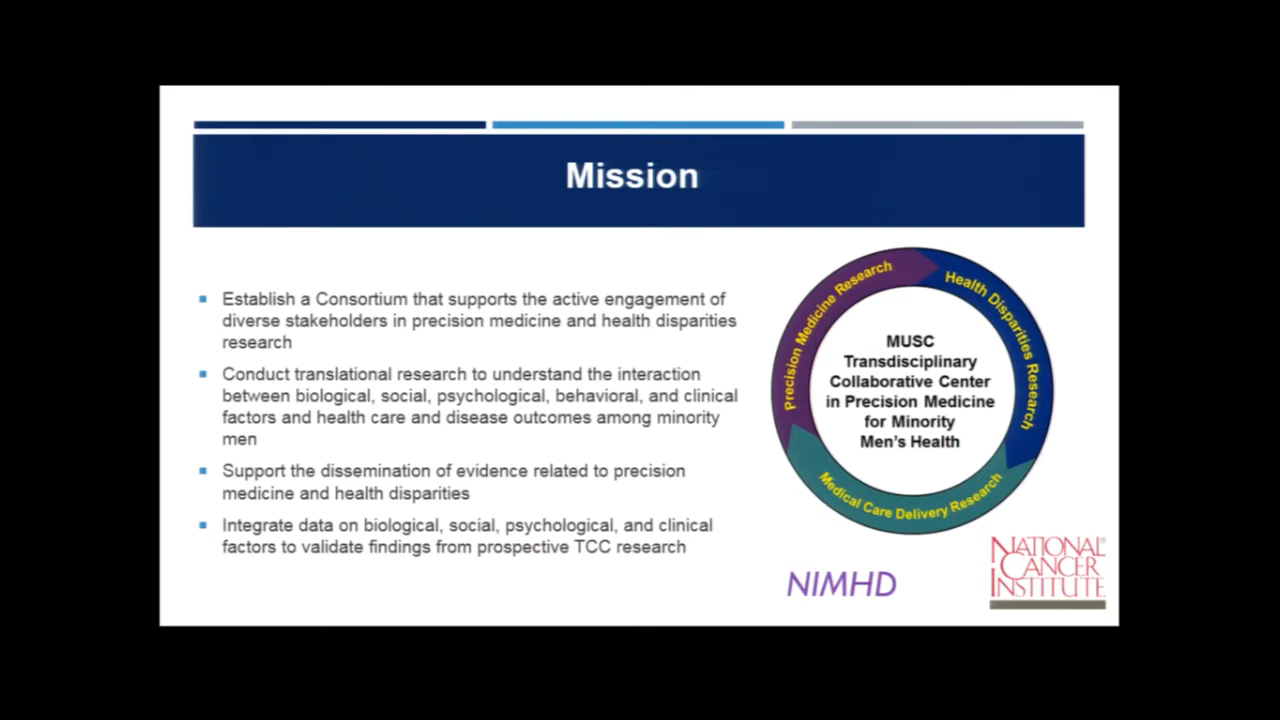 Mission
Establish a Consortium that supports the active engagement of
diverse stakeholders in precision medicine and health disparities
research
Conduct translational research to understand the interaction
between biological, social, psychological, behavioral, and clinical
factors and health care and disease outcomes among minority
men
Support the dissemination of evidence related to precision
medicine and health disparities
Integrate data on biological, social, psychological, and clinical
factors to validate findings from prospective TCC research
Precision Medicine Research
Health Disparities Research
Medical Care Delivery Research
MUSC
Transdisciplinary
Collaborative Center
in Precision Medicine
for Minority
Men's Health
NIMHD
NATIONAL
CANCER
INSTITUTE